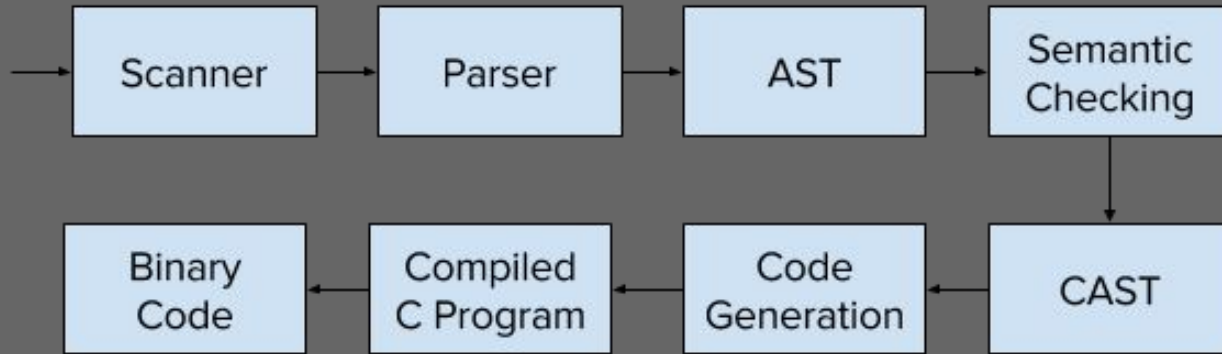 Scanner
Parser
AST
Semantic
Checking
Binary
Code
Compiled
C Program
Code
Generation
CAST